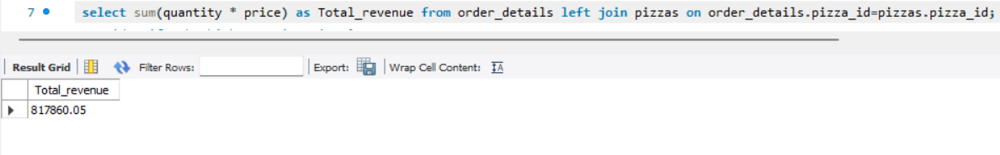 7 select sum(quantity * price) as Total_revenue from order_details left join pizzas on order_details.pizza_id=pizzas.pizza_id;
Result Grid Filter Rows: Export: Wrap Cell Content: IA
Total_revenue
817860.05